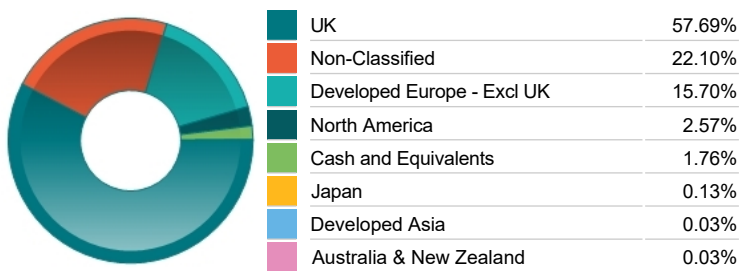 UK 57.69%
Non-Classified 22.10%
Developed Europe - Excl UK 15.70%
North America 2.57%
Cash and Equivalents 1.76%
Japan 0.13%
Developed Asia 0.03%
Australia & New Zealand 0.03%